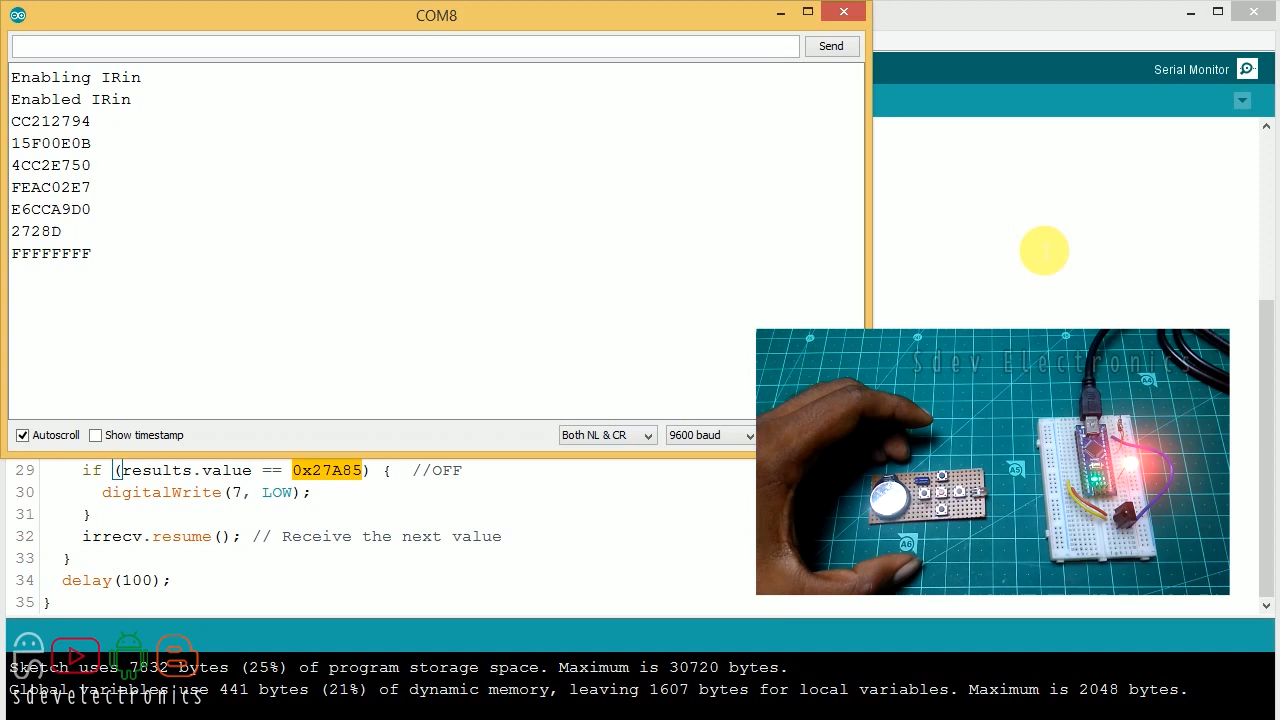 COM8
Send
Serial Monitor
Enabling IRin
Enabled IRin
CC212794
15F00E0B
4CC2E750
FEAC02E7
E6CCA9D0
2728D
FFFFFFFF
Autoscroll
Show timestamp
Both NL & CR
9600 baud
Sdev Electronics
A5
A6
29 if (results.value == 0x27A85) { //OFF
30 digitalWrite(7, LOW);
31 }
32 irrecv.resume(); // Receive the next value
33 }
34 delay(100);
35 }
Sketch uses 7832 bytes (25%) of program storage space. Maximum is 30720 bytes.
Global variables use 441 bytes (21%) of dynamic memory, leaving 1607 bytes for local variables. Maximum is 2048 bytes.
sdevelectronics